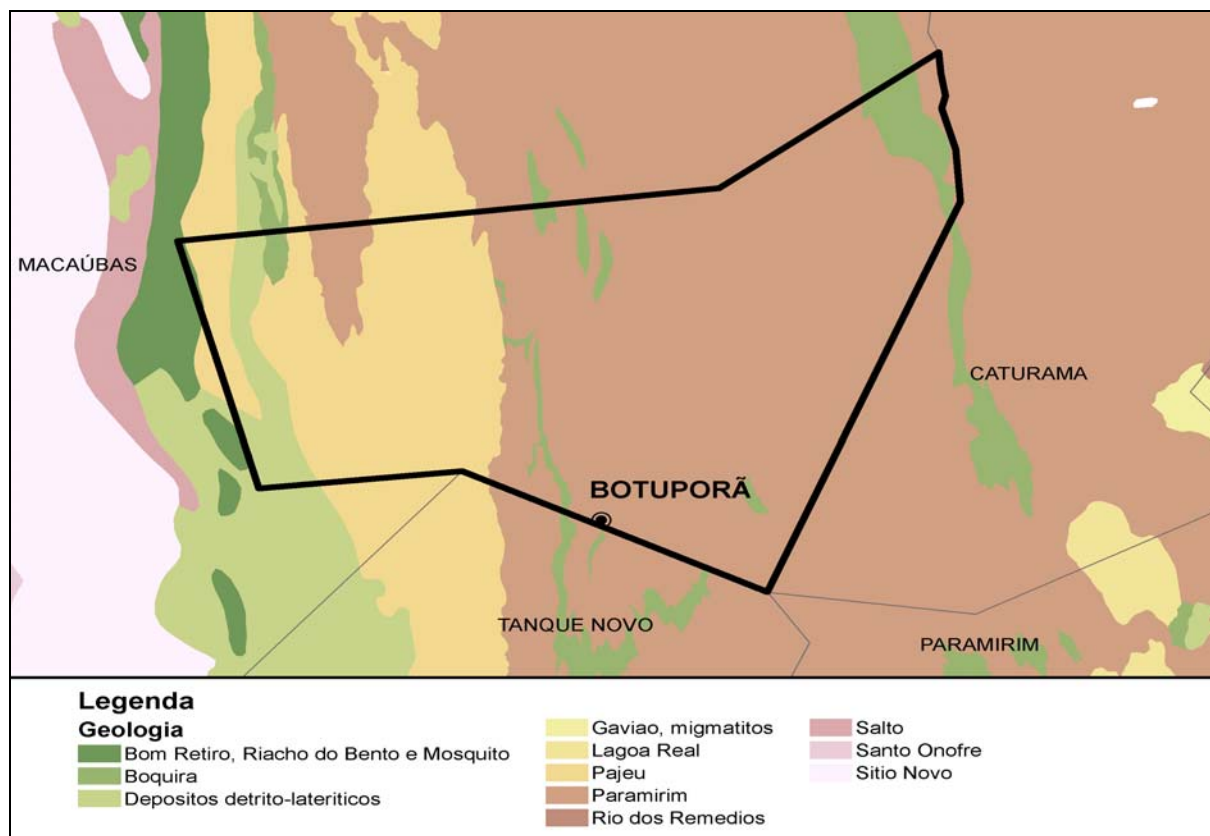 MACAÚBAS
CATURAMA
BOTUPORÃ
TANQUE NOVO
PARAMIRIM
Legenda
Geologia
Bom Retiro, Riacho do Bento e Mosquito
Boquira
Depositos detrito-lateriticos
Gaviao, migmatitos
Lagoa Real
Pajeu
Paramirim
Rio dos Remedios
Salto
Santo Onofre
Sitio Novo